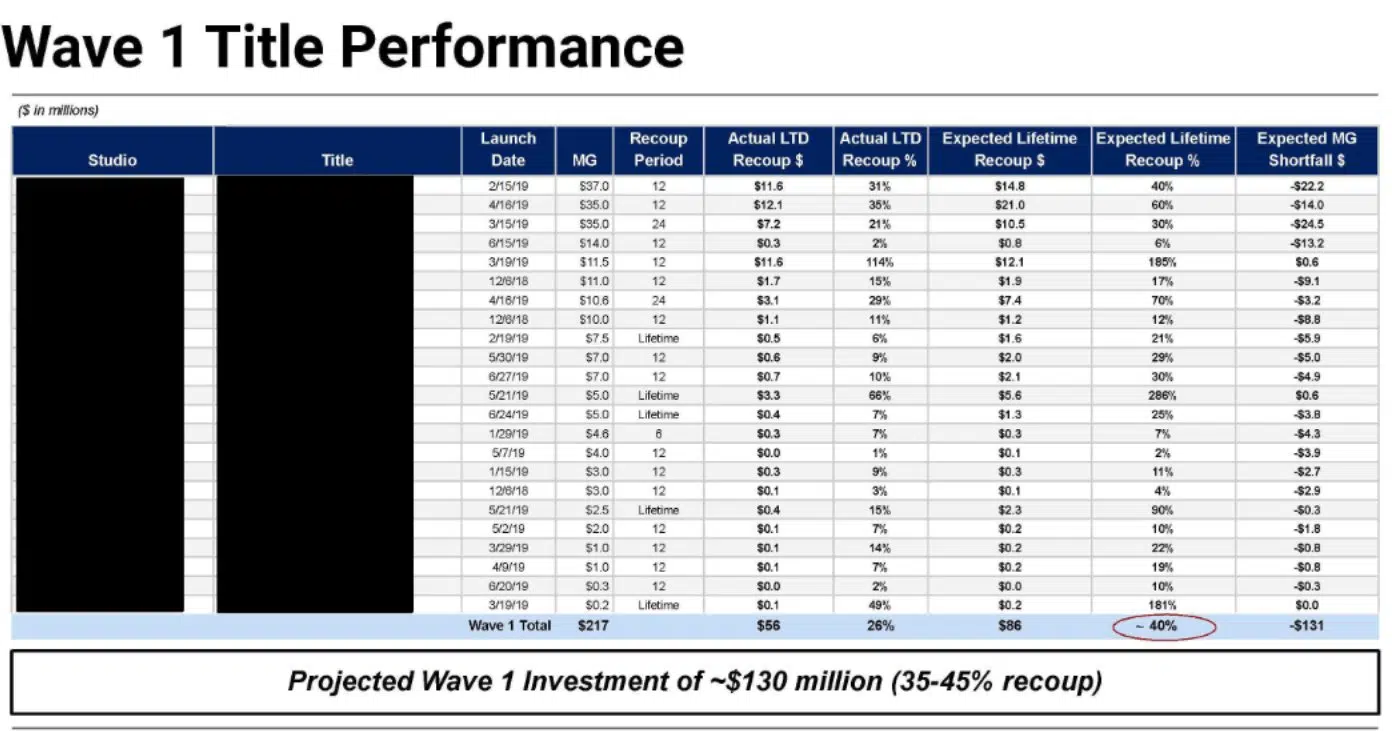 Wave 1 Title Performance
($ in millions)
Studio Title Launch Date MG Recoup Period Actual LTD Recoup $ Actual LTD Recoup % Expected Lifetime Recoup $ Expected Lifetime Recoup % Expected MG Shortfall $
2/15/19 $37.0 12 $11.6 31% $14.8 40% -$22.2
4/16/19 $35.0 12 $12.1 35% $21.0 60% -$14.0
3/15/19 $35.0 24 $7.2 21% $10.5 30% -$24.5
6/15/19 $14.0 12 $0.3 2% $0.8 6% -$13.2
3/19/19 $11.5 12 $11.6 114% $12.1 185% $0.6
12/6/18 $11.0 12 $1.7 15% $1.9 17% -$9.1
4/16/19 $10.6 24 $3.1 29% $7.4 70% -$3.2
12/6/18 $10.0 12 $1.1 11% $1.2 12% -$8.8
2/19/19 $7.5 Lifetime $0.5 6% $1.6 21% -$5.9
5/30/19 $7.0 12 $0.6 9% $2.0 29% -$5.0
6/27/19 $7.0 12 $0.7 10% $2.1 30% -$4.9
5/21/19 $5.0 Lifetime $3.3 66% $5.6 286% $0.6
6/24/19 $5.0 Lifetime $0.4 7% $1.3 25% -$3.8
1/29/19 $4.6 6 $0.3 7% $0.3 7% -$4.3
5/7/19 $4.0 12 $0.0 1% $0.1 2% -$3.9
1/15/19 $3.0 12 $0.3 9% $0.3 11% -$2.7
12/6/18 $3.0 12 $0.1 3% $0.1 4% -$2.9
5/21/19 $2.5 Lifetime $0.4 15% $2.3 90% -$0.3
5/2/19 $2.0 12 $0.1 7% $0.2 10% -$1.8
3/29/19 $1.0 12 $0.1 14% $0.2 22% -$0.8
4/9/19 $1.0 12 $0.1 7% $0.2 19% -$0.8
6/20/19 $0.3 12 $0.0 2% $0.0 10% -$0.3
3/19/19 $0.2 Lifetime $0.1 49% $0.2 181% $0.0
Wave 1 Total $217 $56 26% $86 ~ 40% -$131
Projected Wave 1 Investment of ~$130 million (35-45% recoup)